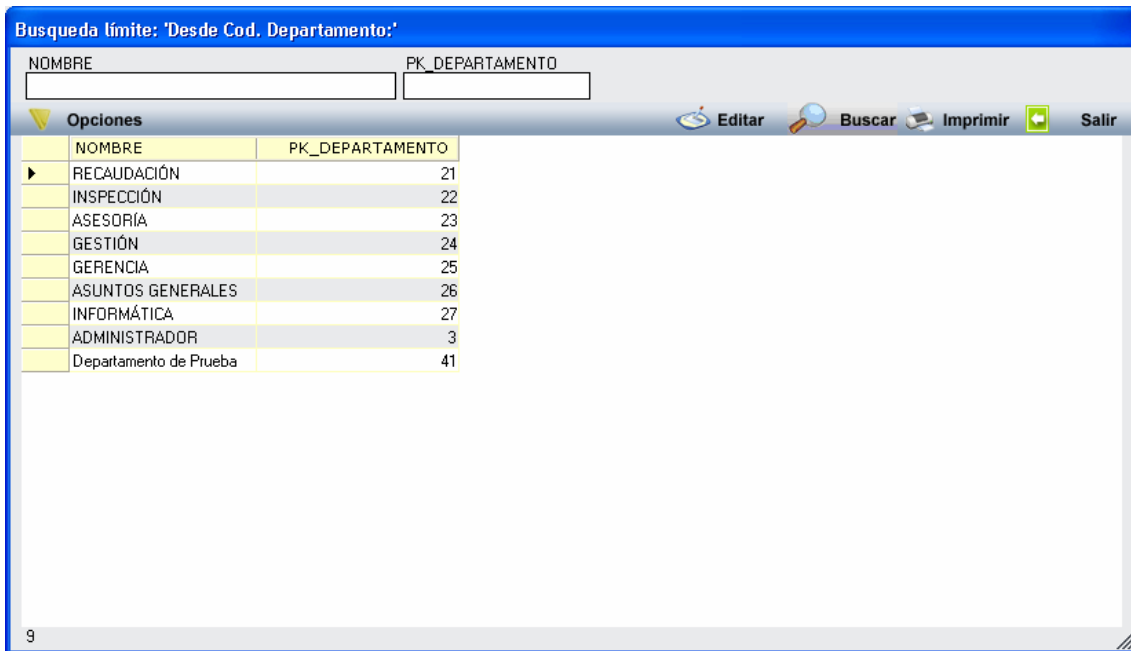 Busqueda límite: 'Desde Cod. Departamento:'
NOMBRE PK_DEPARTAMENTO
Opciones Editar Buscar Imprimir Salir
NOMBRE PK_DEPARTAMENTO
RECAUDACIÓN 21
INSPECCIÓN 22
ASESORÍA 23
GESTIÓN 24
GERENCIA 25
ASUNTOS GENERALES 26
INFORMÁTICA 27
ADMINISTRADOR 3
Departamento de Prueba 41
9